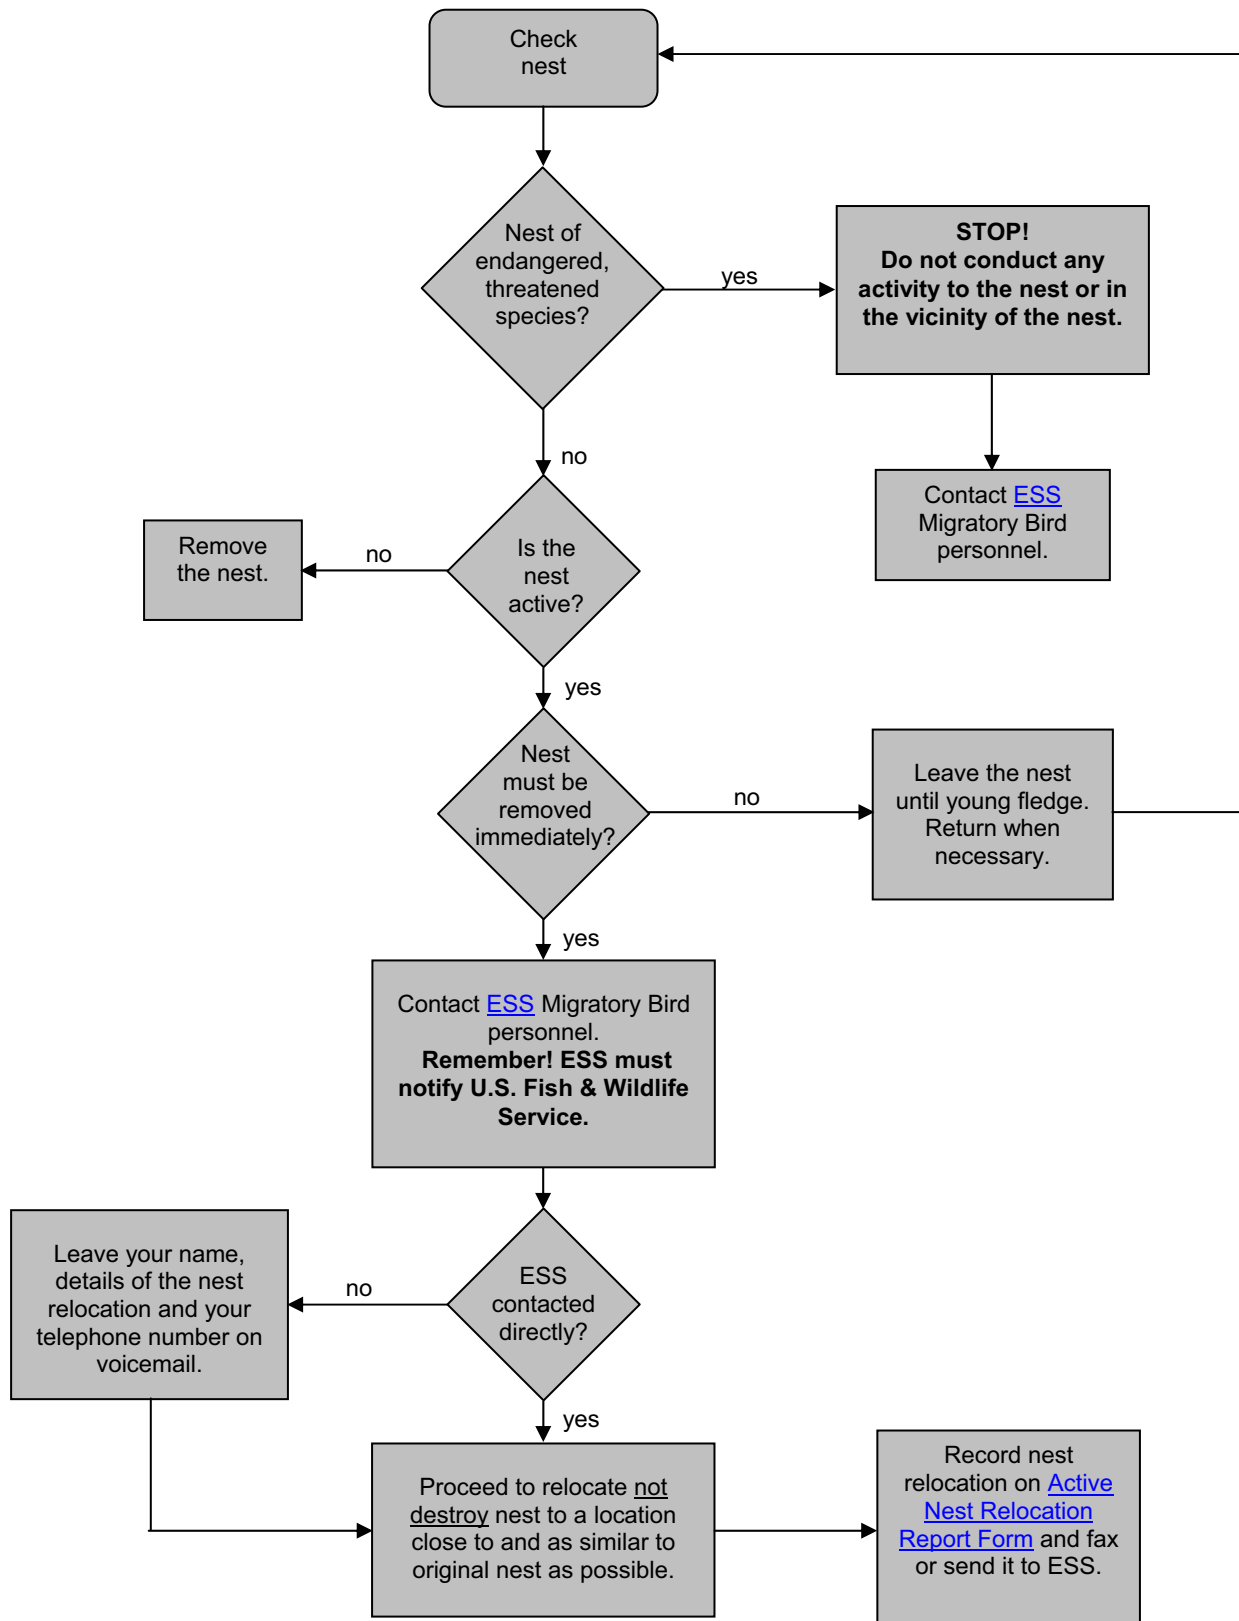 Check
nest
Nest of
endangered,
threatened
species?
yes
STOP!
Do not conduct any
activity to the nest or in
the vicinity of the nest.
no
Contact ESS
Migratory Bird
personnel.
Remove
the nest.
no
Is the
nest
active?
yes
Nest
must be
removed
immediately?
no
Leave the nest
until young fledge.
Return when
necessary.
yes
Contact ESS Migratory Bird
personnel.
Remember! ESS must
notify U.S. Fish & Wildlife
Service.
Leave your name,
details of the nest
relocation and your
telephone number on
voicemail.
no
ESS
contacted
directly?
yes
Proceed to relocate not
destroy nest to a location
close to and as similar to
original nest as possible.
Record nest
relocation on Active
Nest Relocation
Report Form and fax
or send it to ESS.